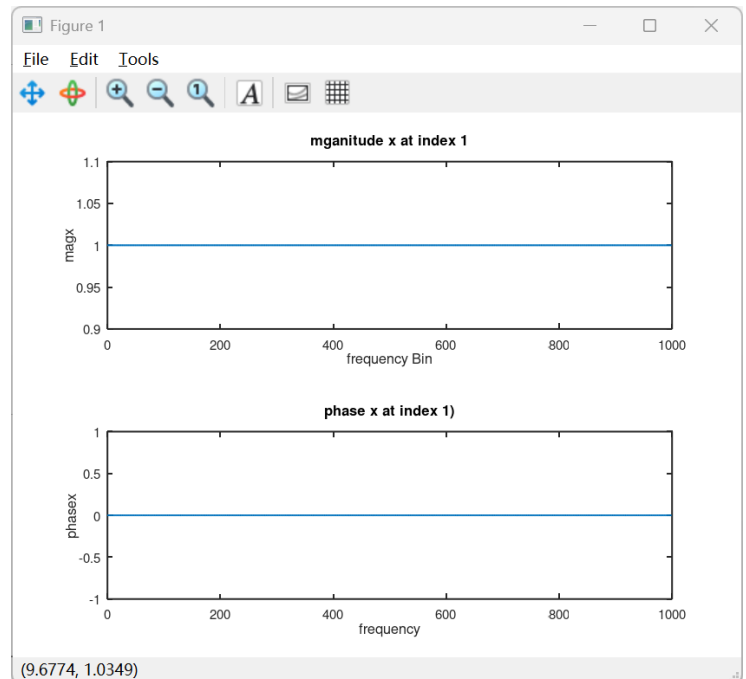 Figure 1
File Edit Tools
1 A
mganitude x at index 1
1.1
1.05
1
0.95
0.9
magx
0 200 400 600 800 1000
frequency Bin
phase x at index 1)
1
0.5
0
-0.5
-1
phasex
0 200 400 600 800 1000
frequency
(9.6774, 1.0349)